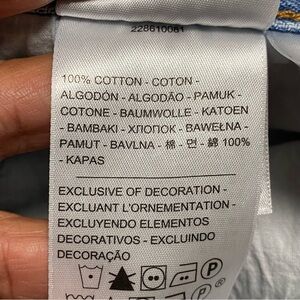 228610081
100% COTTON - COTON -
ALGODÓN - ALGODÃO - PAMUK -
COTONE - BAUMWOLLE - KATOEN
- BAMBAKI - ХЛОПОК - BAWEŁNA -
PAMUT - BAVLNA - 棉 - 면 - 綿 100%
- KAPAS
EXCLUSIVE OF DECORATION -
EXCLUANT L'ORNEMENTATION -
EXCLUYENDO ELEMENTOS
DECORATIVOS - EXCLUINDO
DECORAÇÃO
P
P